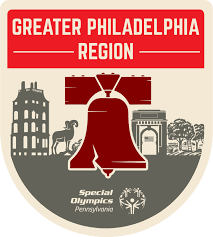 GREATER PHILADELPHIA
REGION
Special
Olympics
Pennsylvania